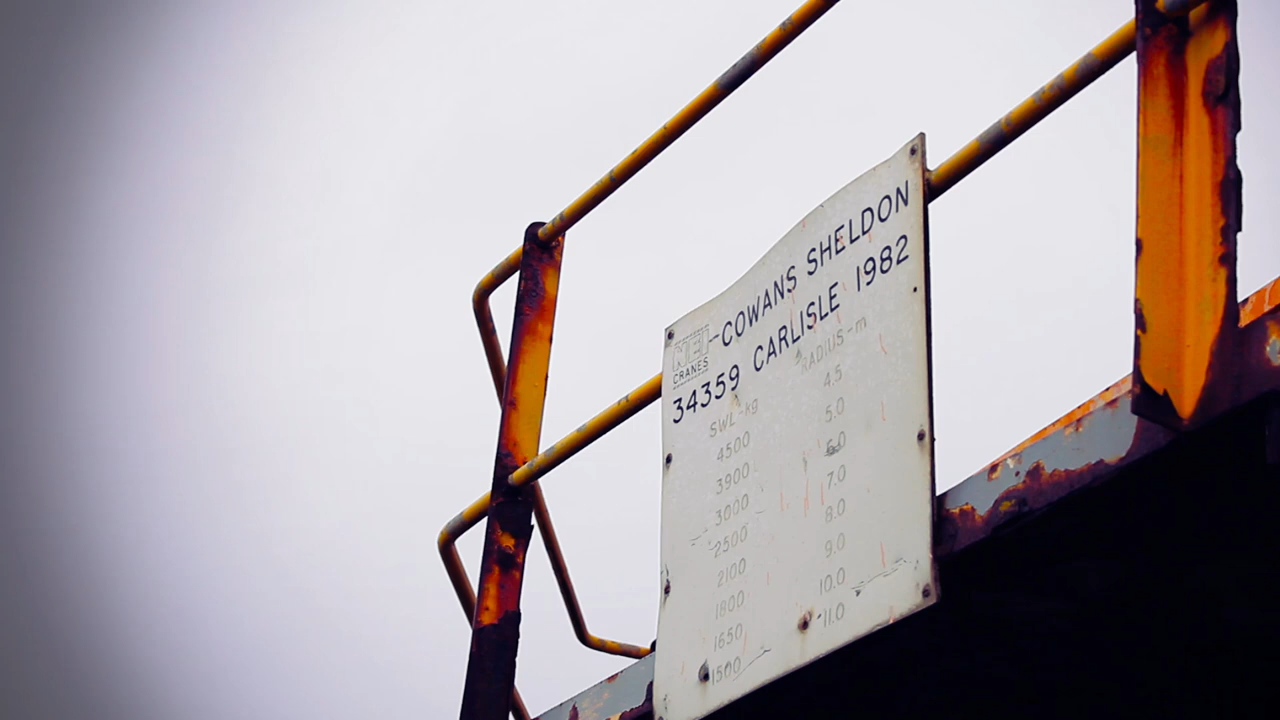 NEI
CRANES
-COWANS SHELDON
34359 CARLISLE 1982
SWL-kg RADIUS-m
4500 4.5
3900 5.0
3000 6.0
2500 7.0
2100 8.0
1800 9.0
1650 10.0
1500 11.0